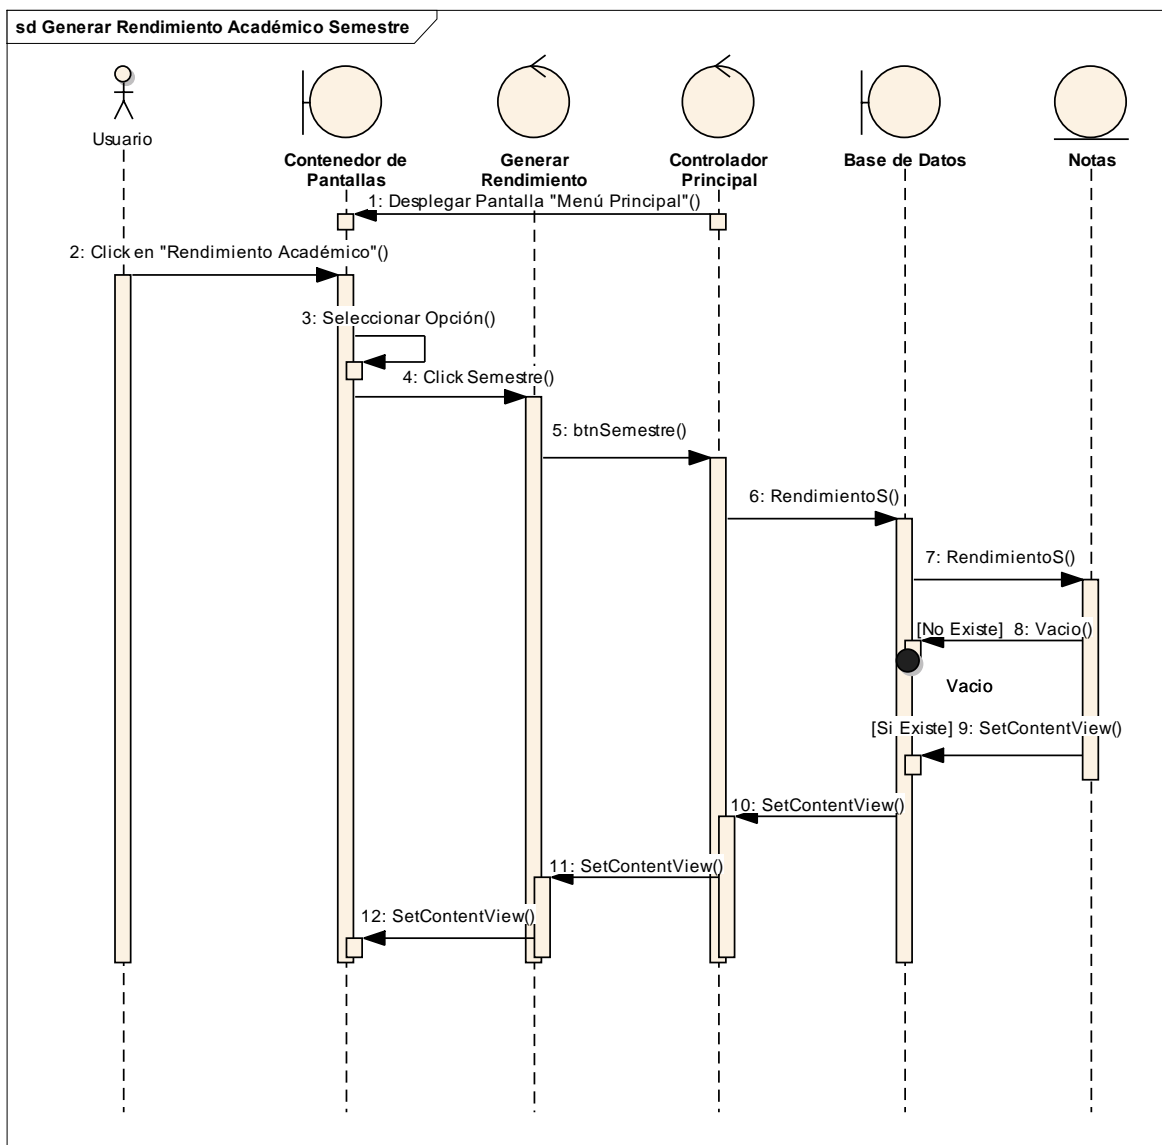 sd Generar Rendimiento Académico Semestre
Usuario
Contenedor de
Pantallas
Generar
Rendimiento
Controlador
Principal
Base de Datos
Notas
1: Desplegar Pantalla "Menú Principal"()
2: Click en "Rendimiento Académico"()
3: Seleccionar Opción()
4: Click Semestre()
5: btnSemestre()
6: RendimientoS()
7: RendimientoS()
[No Existe] 8: Vacio()
Vacio
[Si Existe] 9: SetContentView()
10: SetContentView()
11: SetContentView()
12: SetContentView()